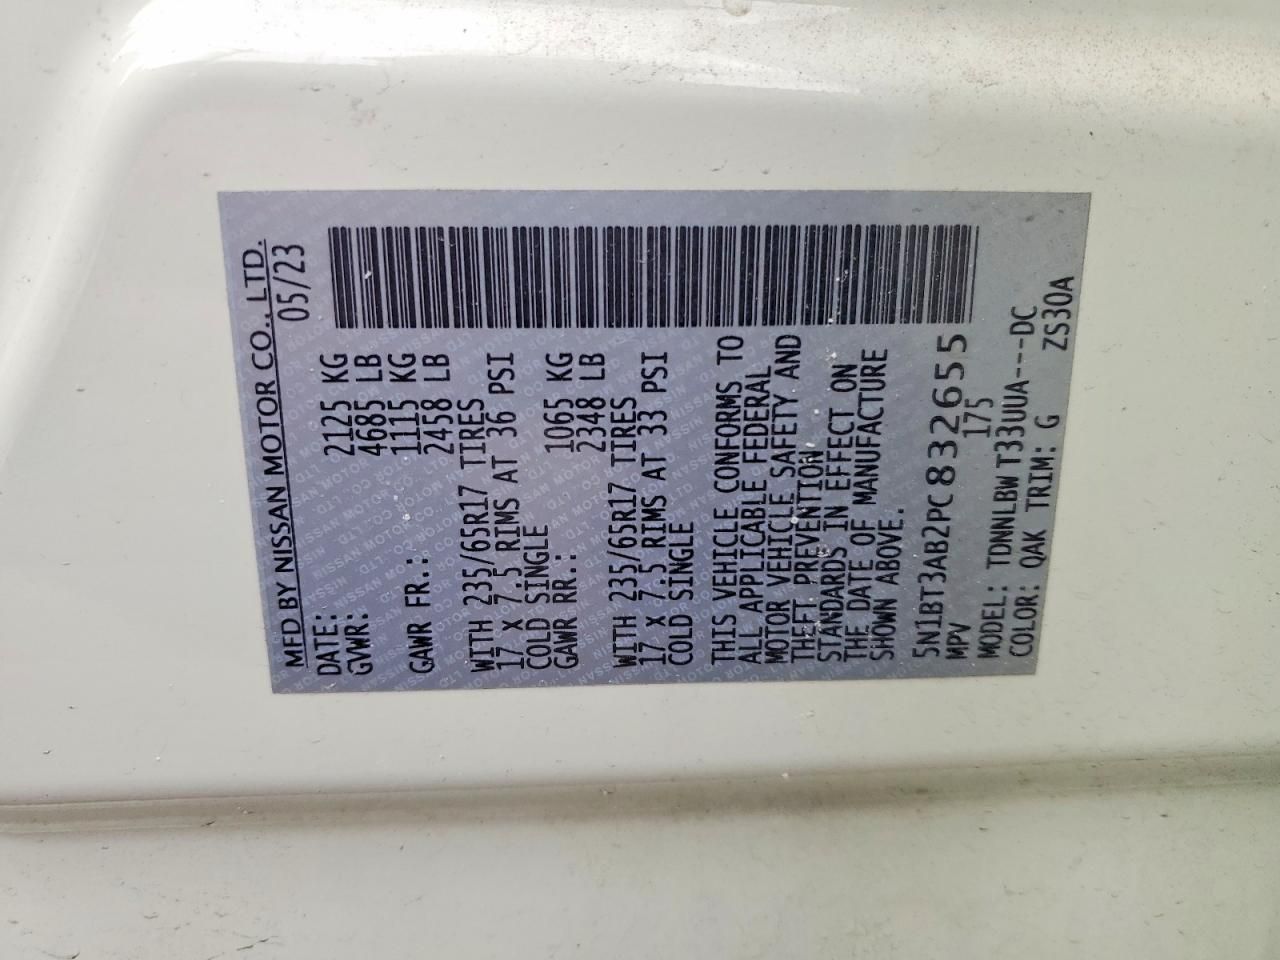 MFD BY NISSAN MOTOR CO., LTD.
DATE: 05/23
GVWR: 2125 KG
4685 LB
GAWR FR.: 1115 KG
2458 LB
WITH 235/65R17 TIRES
17 X 7.5 RIMS AT 36 PSI
COLD SINGLE
GAWR RR.: 1065 KG
2348 LB
WITH 235/65R17 TIRES
17 X 7.5 RIMS AT 33 PSI
COLD SINGLE
THIS VEHICLE CONFORMS TO
ALL APPLICABLE FEDERAL
MOTOR VEHICLE SAFETY AND
THEFT PREVENTION
STANDARDS IN EFFECT ON
THE DATE OF MANUFACTURE
SHOWN ABOVE.
5N1BT3AB2PC832655
MPV 175
MODEL: TDNNLBWT33UUA---DC
COLOR: QAK TRIM: G ZS30A